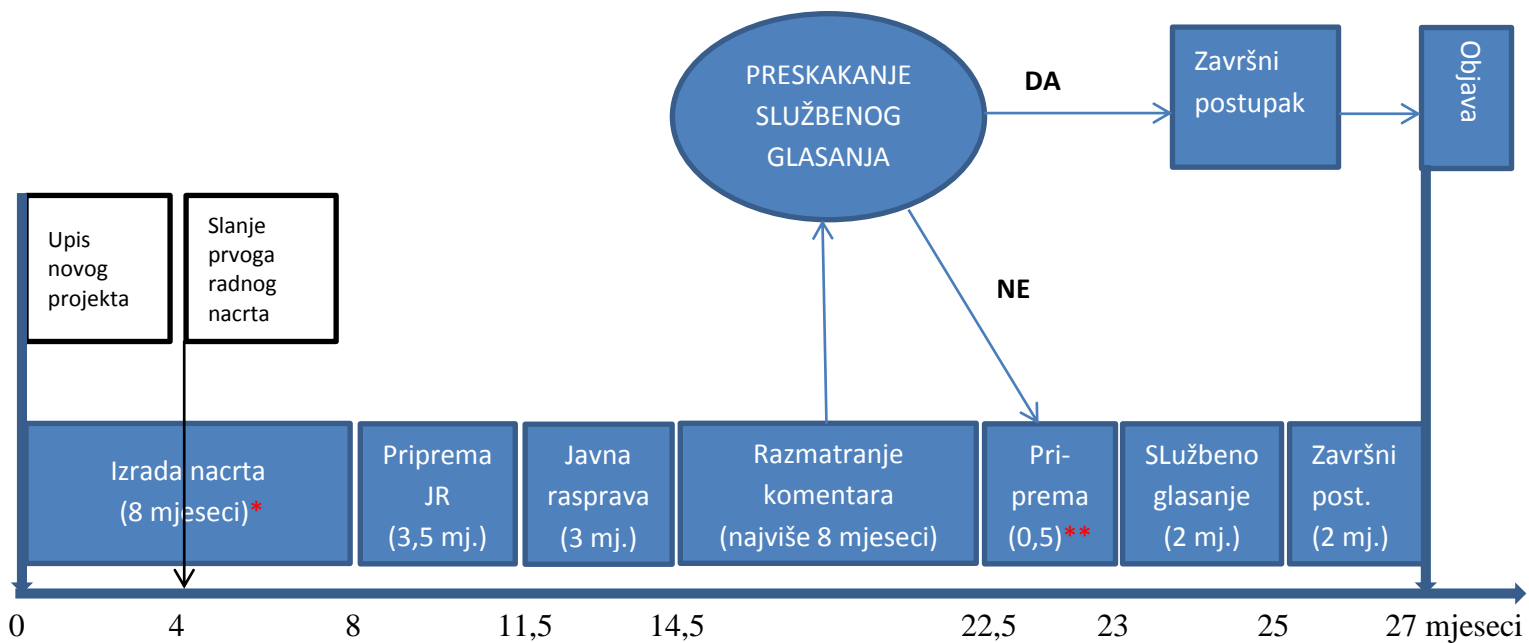 PRESKAKANJE
SLUŽBENOG
GLASANJA
DA
Završni
postupak
Objava
Upis
novog
projekta
Slanje
prvoga
radnog
nacrta
NE
Izrada nacrta
(8 mjeseci)*
Priprema
JR
(3,5 mj.)
Javna
rasprava
(3 mj.)
Razmatranje
komentara
(najviše 8 mjeseci)
Pri-
prema
(0,5)**
SLužbeno
glasanje
(2 mj.)
Završni
post.
(2 mj.)
0 4 8 11,5 14,5 22,5 23 25 27 mjeseci